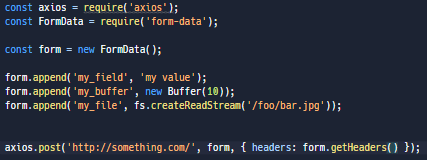 const axios = require('axios');
const FormData = require('form-data');
const form = new FormData();
form.append('my_field', 'my value');
form.append('my_buffer', new Buffer(10));
form.append('my_file', fs.createReadStream('/foo/bar.jpg'));
axios.post('http://something.com/', form, { headers: form.getHeaders() });